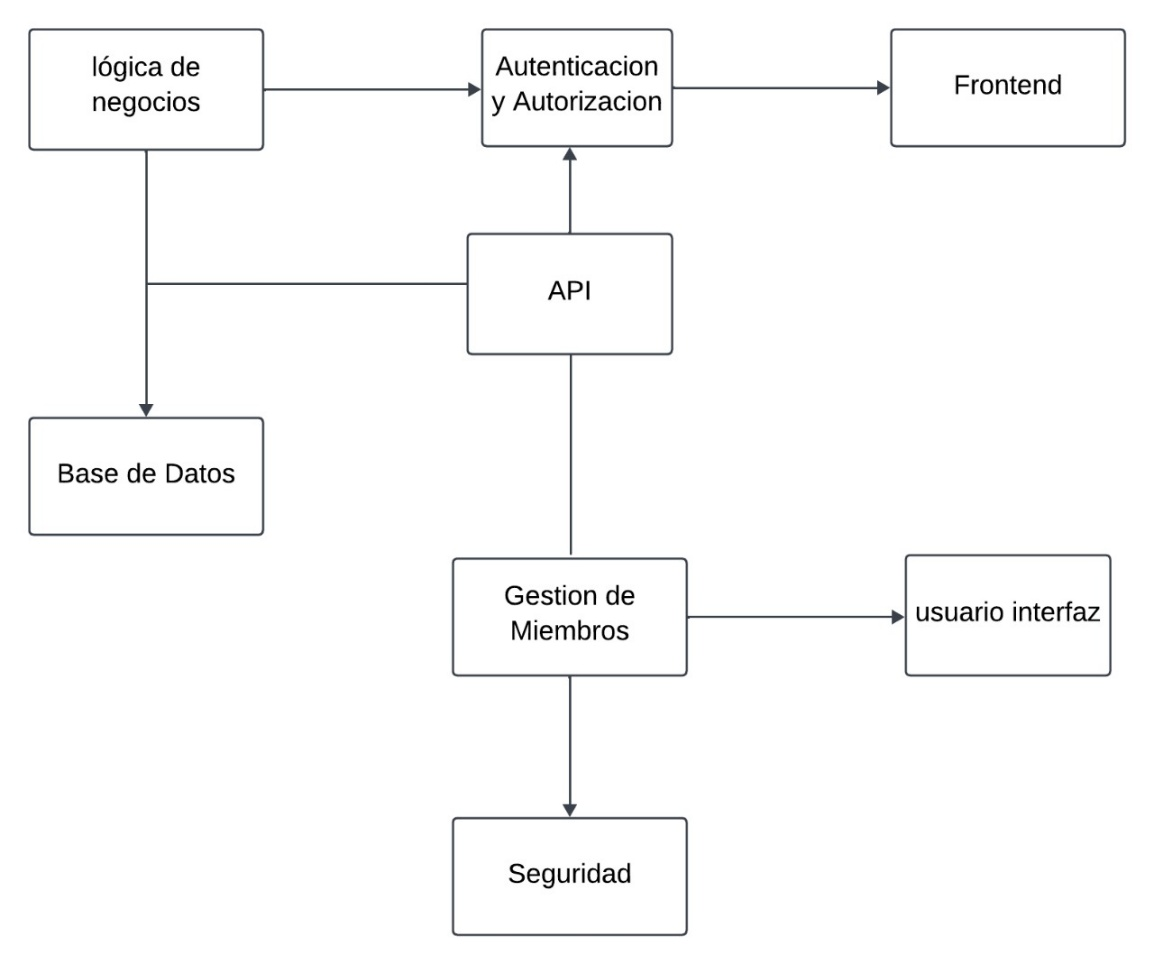 lógica de
negocios
Autenticacion
y Autorizacion
Frontend
API
Base de Datos
Gestion de
Miembros
usuario interfaz
Seguridad